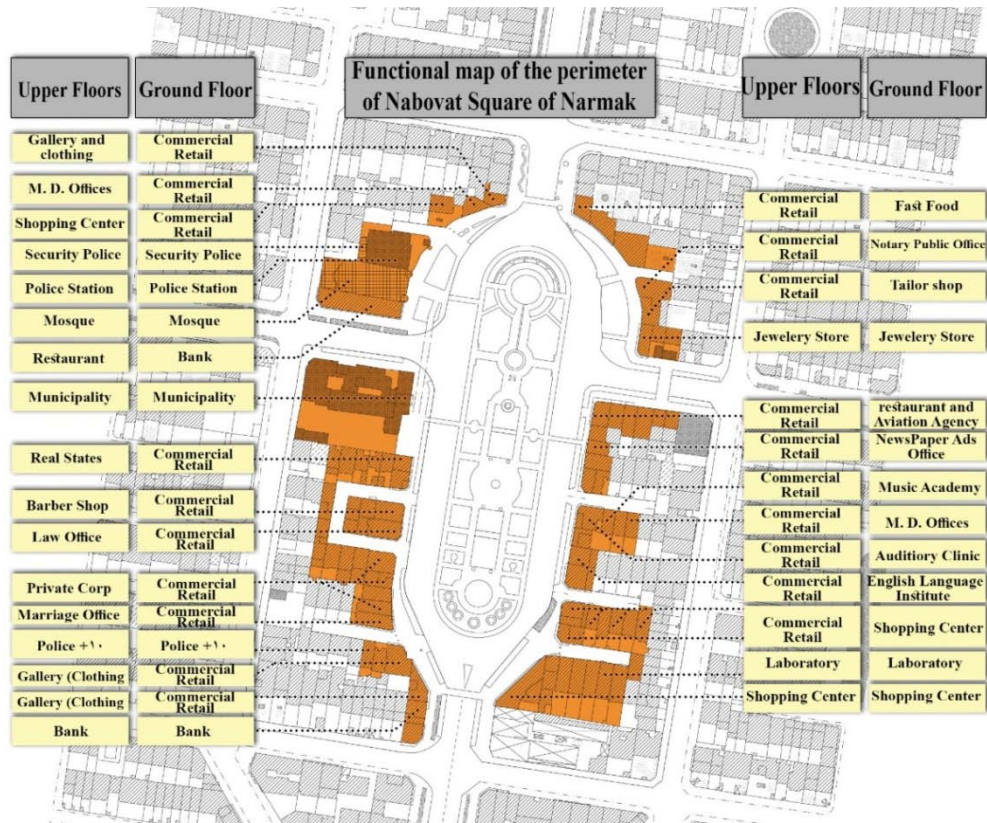 Functional map of the perimeter
of Nabovat Square of Narmak
Upper Floors Ground Floor
Gallery and
clothing
Commercial
Retail
M. D. Offices
Commercial
Retail
Shopping Center
Commercial
Retail
Security Police
Security Police
Police Station
Police Station
Mosque
Mosque
Restaurant
Bank
Municipality
Municipality
Real States
Commercial
Retail
Barber Shop
Commercial
Retail
Law Office
Commercial
Retail
Private Corp
Commercial
Retail
Marriage Office
Commercial
Retail
Police +۱۰
Police +۱۰
Gallery (Clothing
Commercial
Retail
Gallery (Clothing
Commercial
Retail
Bank
Bank
Upper Floors Ground Floor
Commercial
Retail
Fast Food
Commercial
Retail
Notary Public Office
Commercial
Retail
Tailor shop
Jewelery Store
Jewelery Store
Commercial
Retail
restaurant and
Aviation Agency
Commercial
Retail
NewsPaper Ads
Office
Commercial
Retail
Music Academy
Commercial
Retail
M. D. Offices
Commercial
Retail
Auditiory Clinic
Commercial
Retail
English Language
Institute
Commercial
Retail
Shopping Center
Laboratory
Laboratory
Shopping Center
Shopping Center